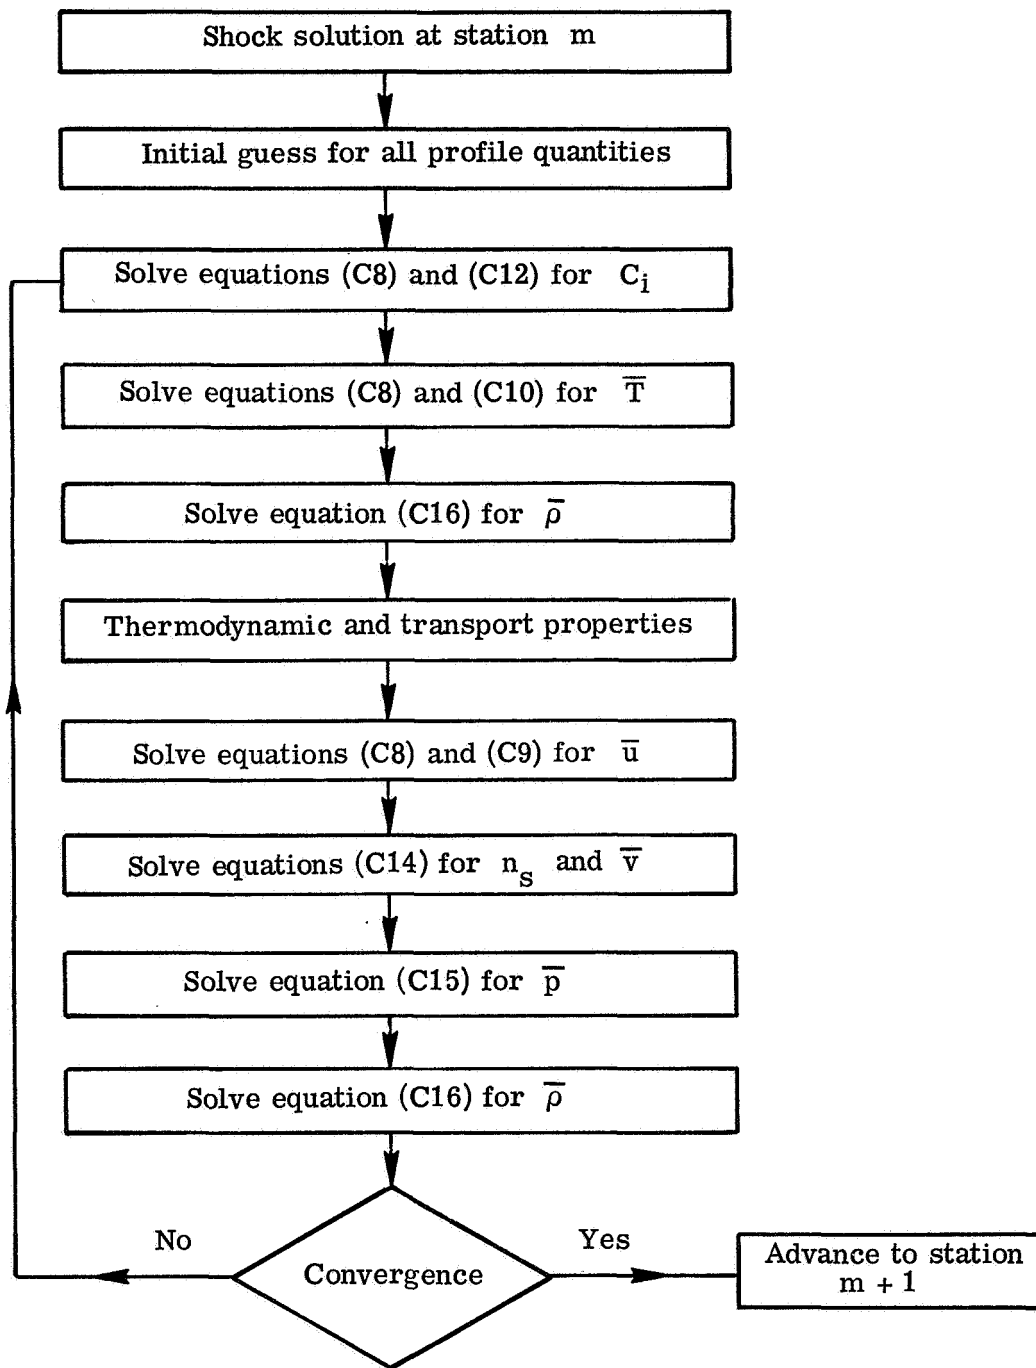 Shock solution at station m
Initial guess for all profile quantities
Solve equations (C8) and (C12) for C_i
Solve equations (C8) and (C10) for T̅
Solve equation (C16) for ρ̅
Thermodynamic and transport properties
Solve equations (C8) and (C9) for u̅
Solve equations (C14) for n_s and v̅
Solve equation (C15) for p̅
Solve equation (C16) for ρ̅
No
Convergence
Yes
Advance to station
m + 1